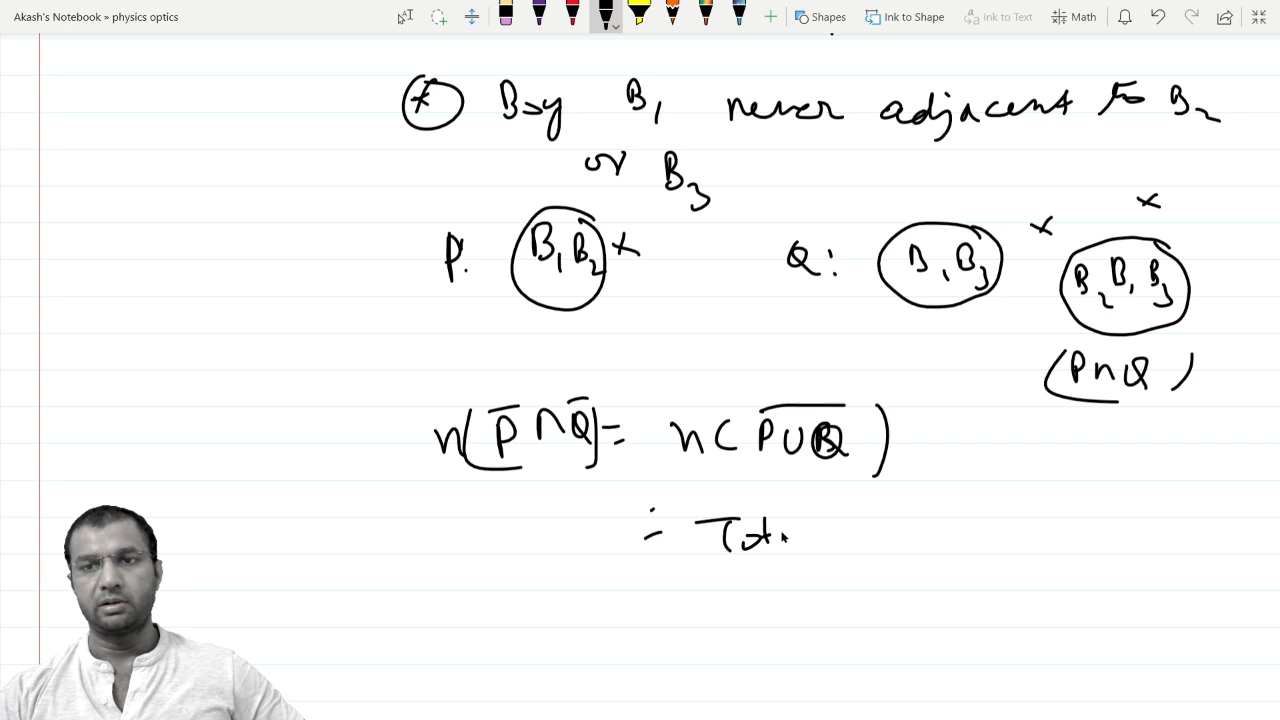 Akash's Notebook » physics optics
Shapes
Ink to Shape
Ink to Text
Math
* Boy B₁ never adjacent to B₂
or B₃
P: B₁B₂ x Q: B₁B₃ x B₂B₁B₃ x
(P∩Q)
n(P̅ ∩ Q̅) = n(P̅∪̅Q̅)
= Tot